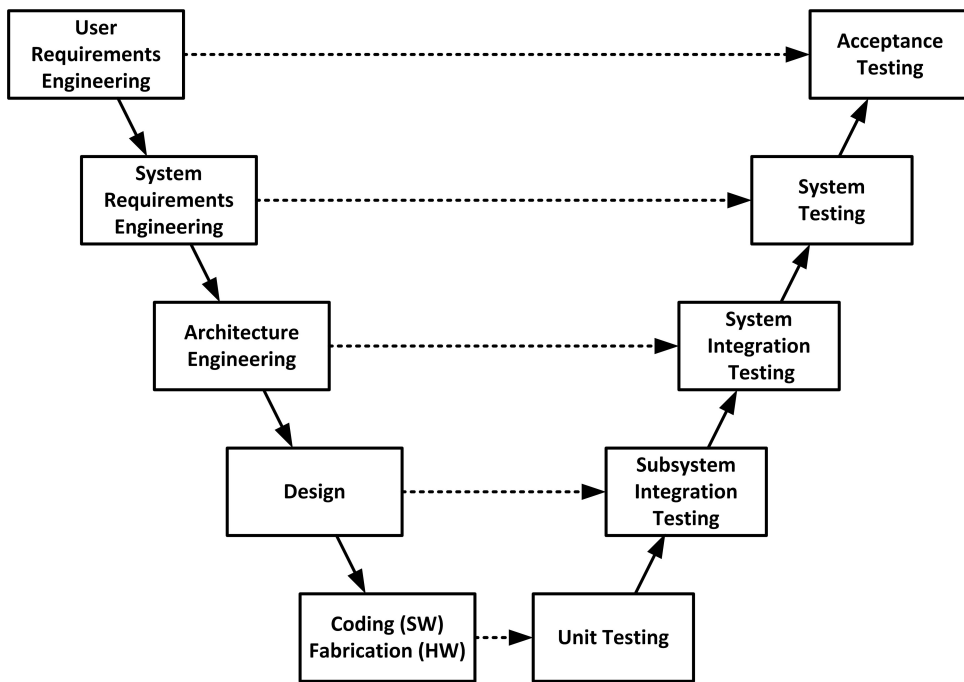 User
Requirements
Engineering
Acceptance
Testing
System
Requirements
Engineering
System
Testing
Architecture
Engineering
System
Integration
Testing
Design
Subsystem
Integration
Testing
Coding (SW)
Fabrication (HW)
Unit Testing